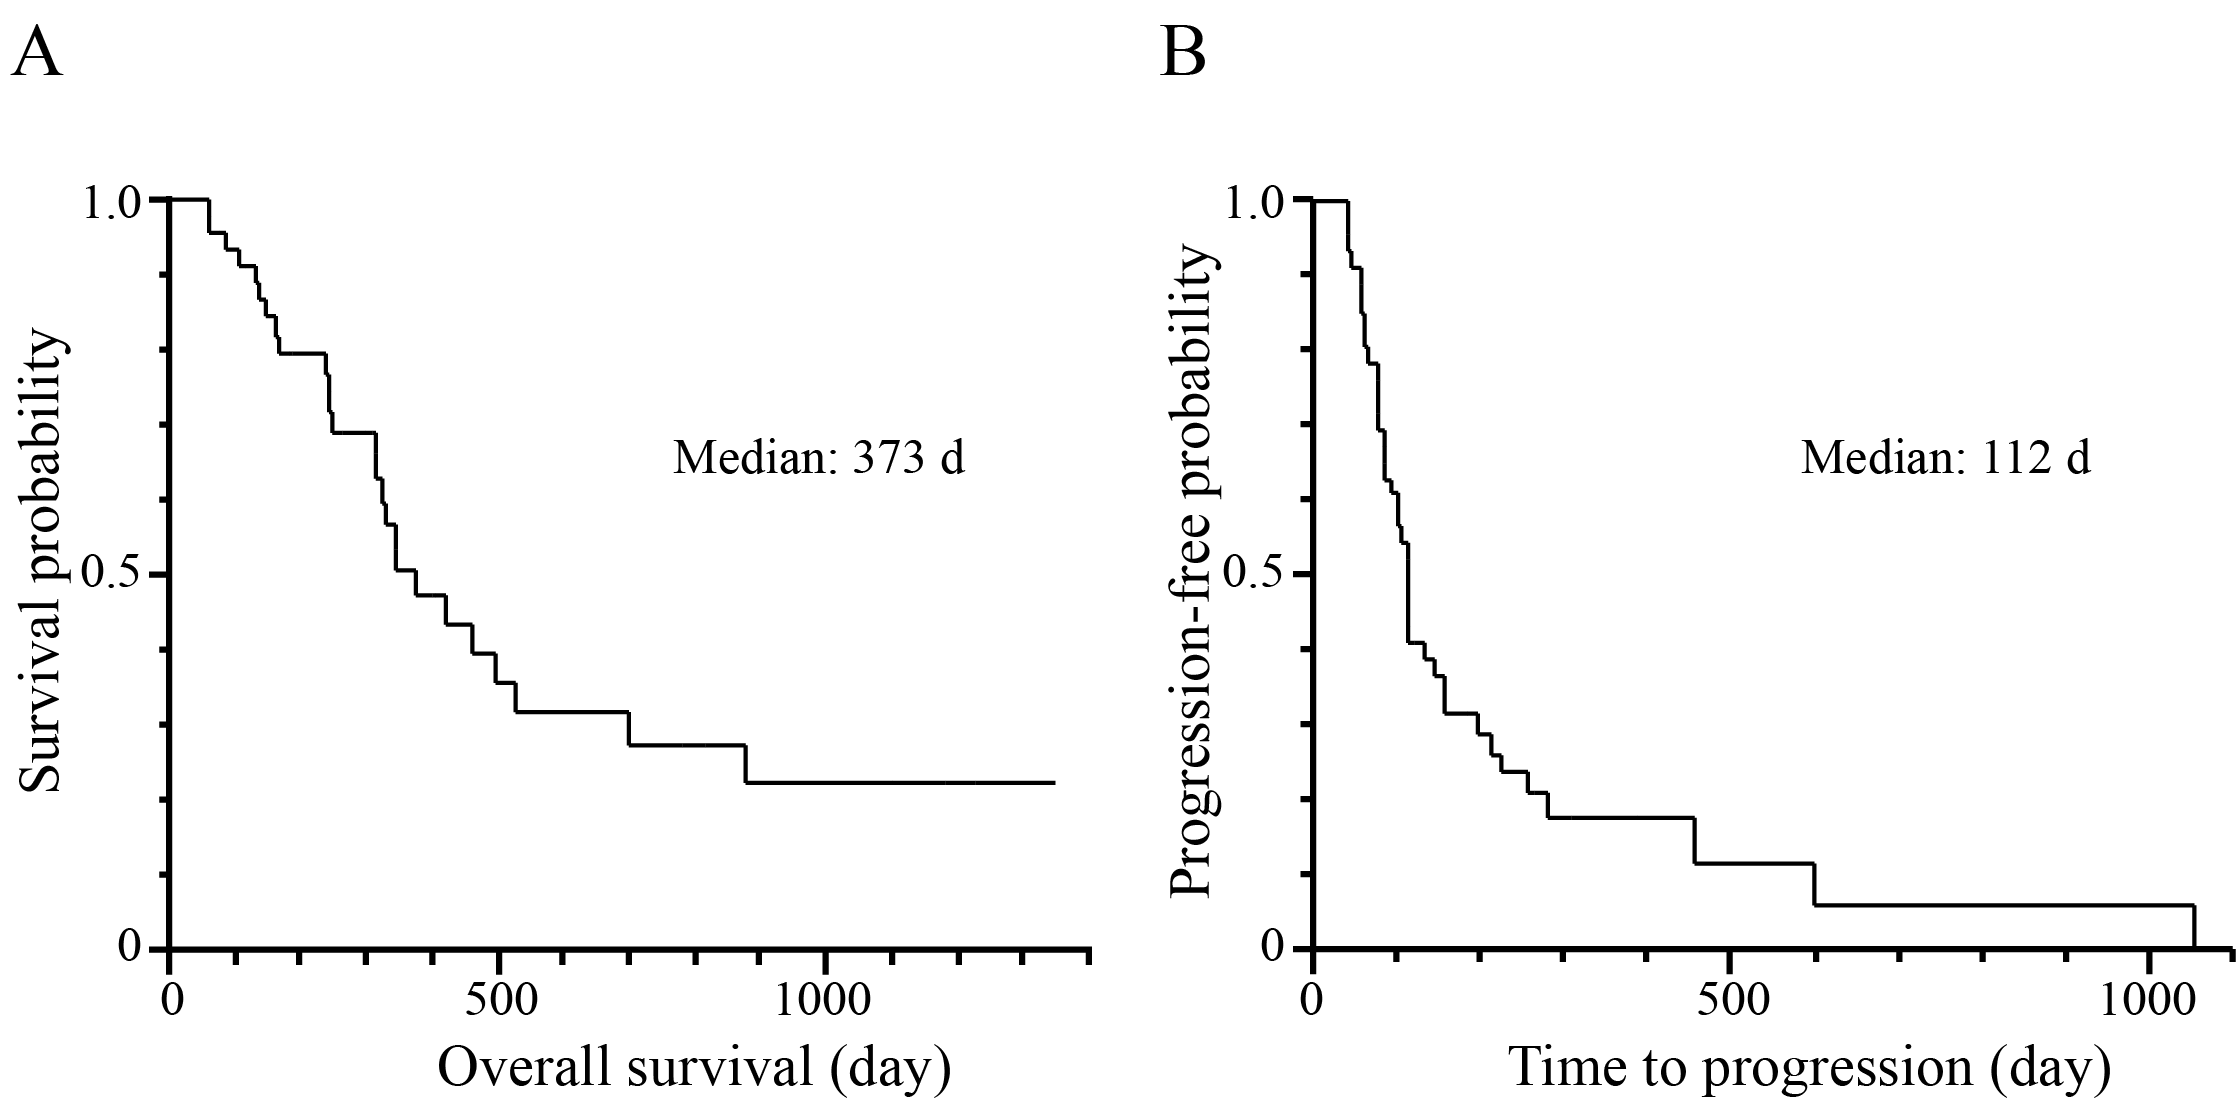 A
B
1.0
0.5
0
0
500
1000
Survival probability
Overall survival (day)
Median: 373 d
1.0
0.5
0
0
500
1000
Progression-free probability
Time to progression (day)
Median: 112 d